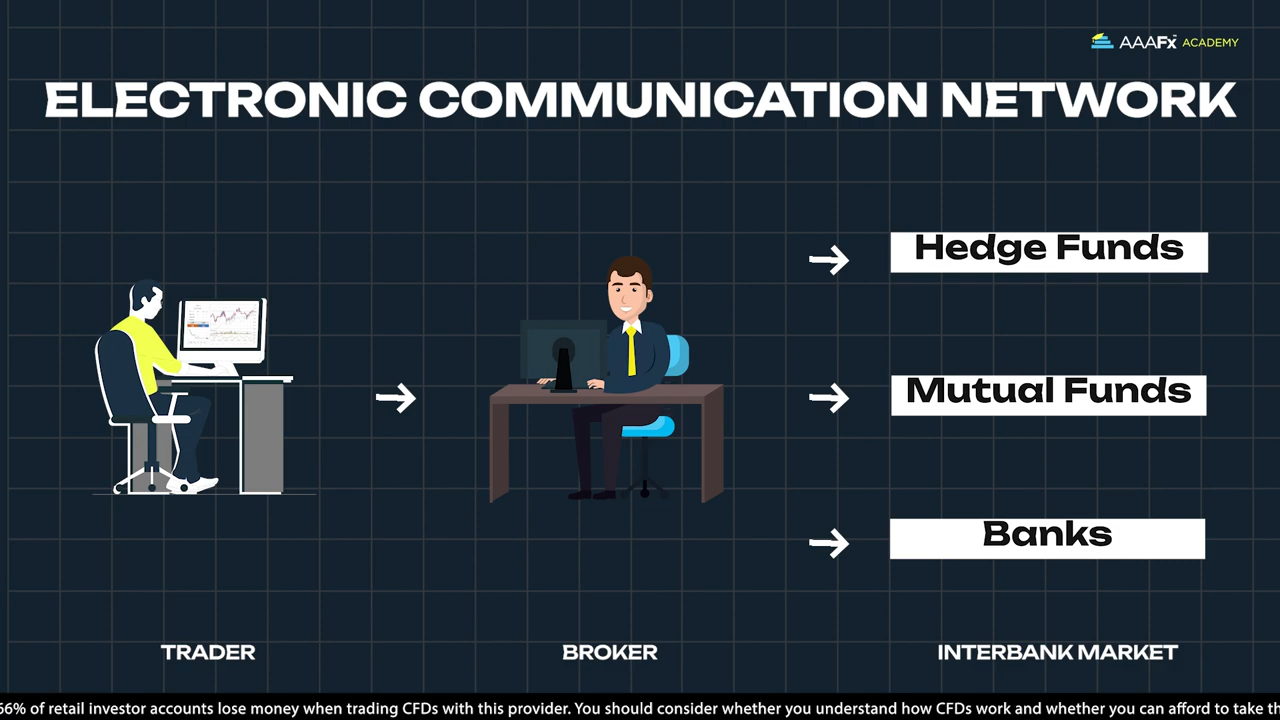 AAAFx ACADEMY
ELECTRONIC COMMUNICATION NETWORK
Hedge Funds
Mutual Funds
Banks
TRADER
BROKER
INTERBANK MARKET
66% of retail investor accounts lose money when trading CFDs with this provider. You should consider whether you understand how CFDs work and whether you can afford to take